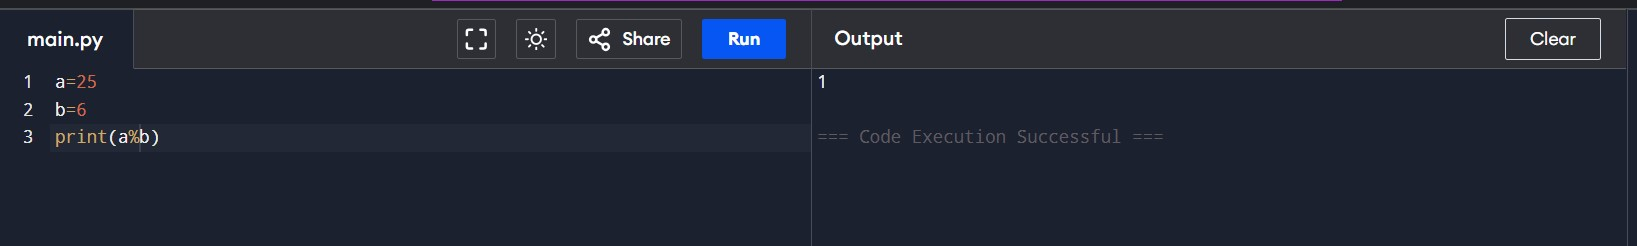 main.py
Share
Run
Output
Clear
1 a=25
2 b=6
3 print(a%b)
1
=== Code Execution Successful ===